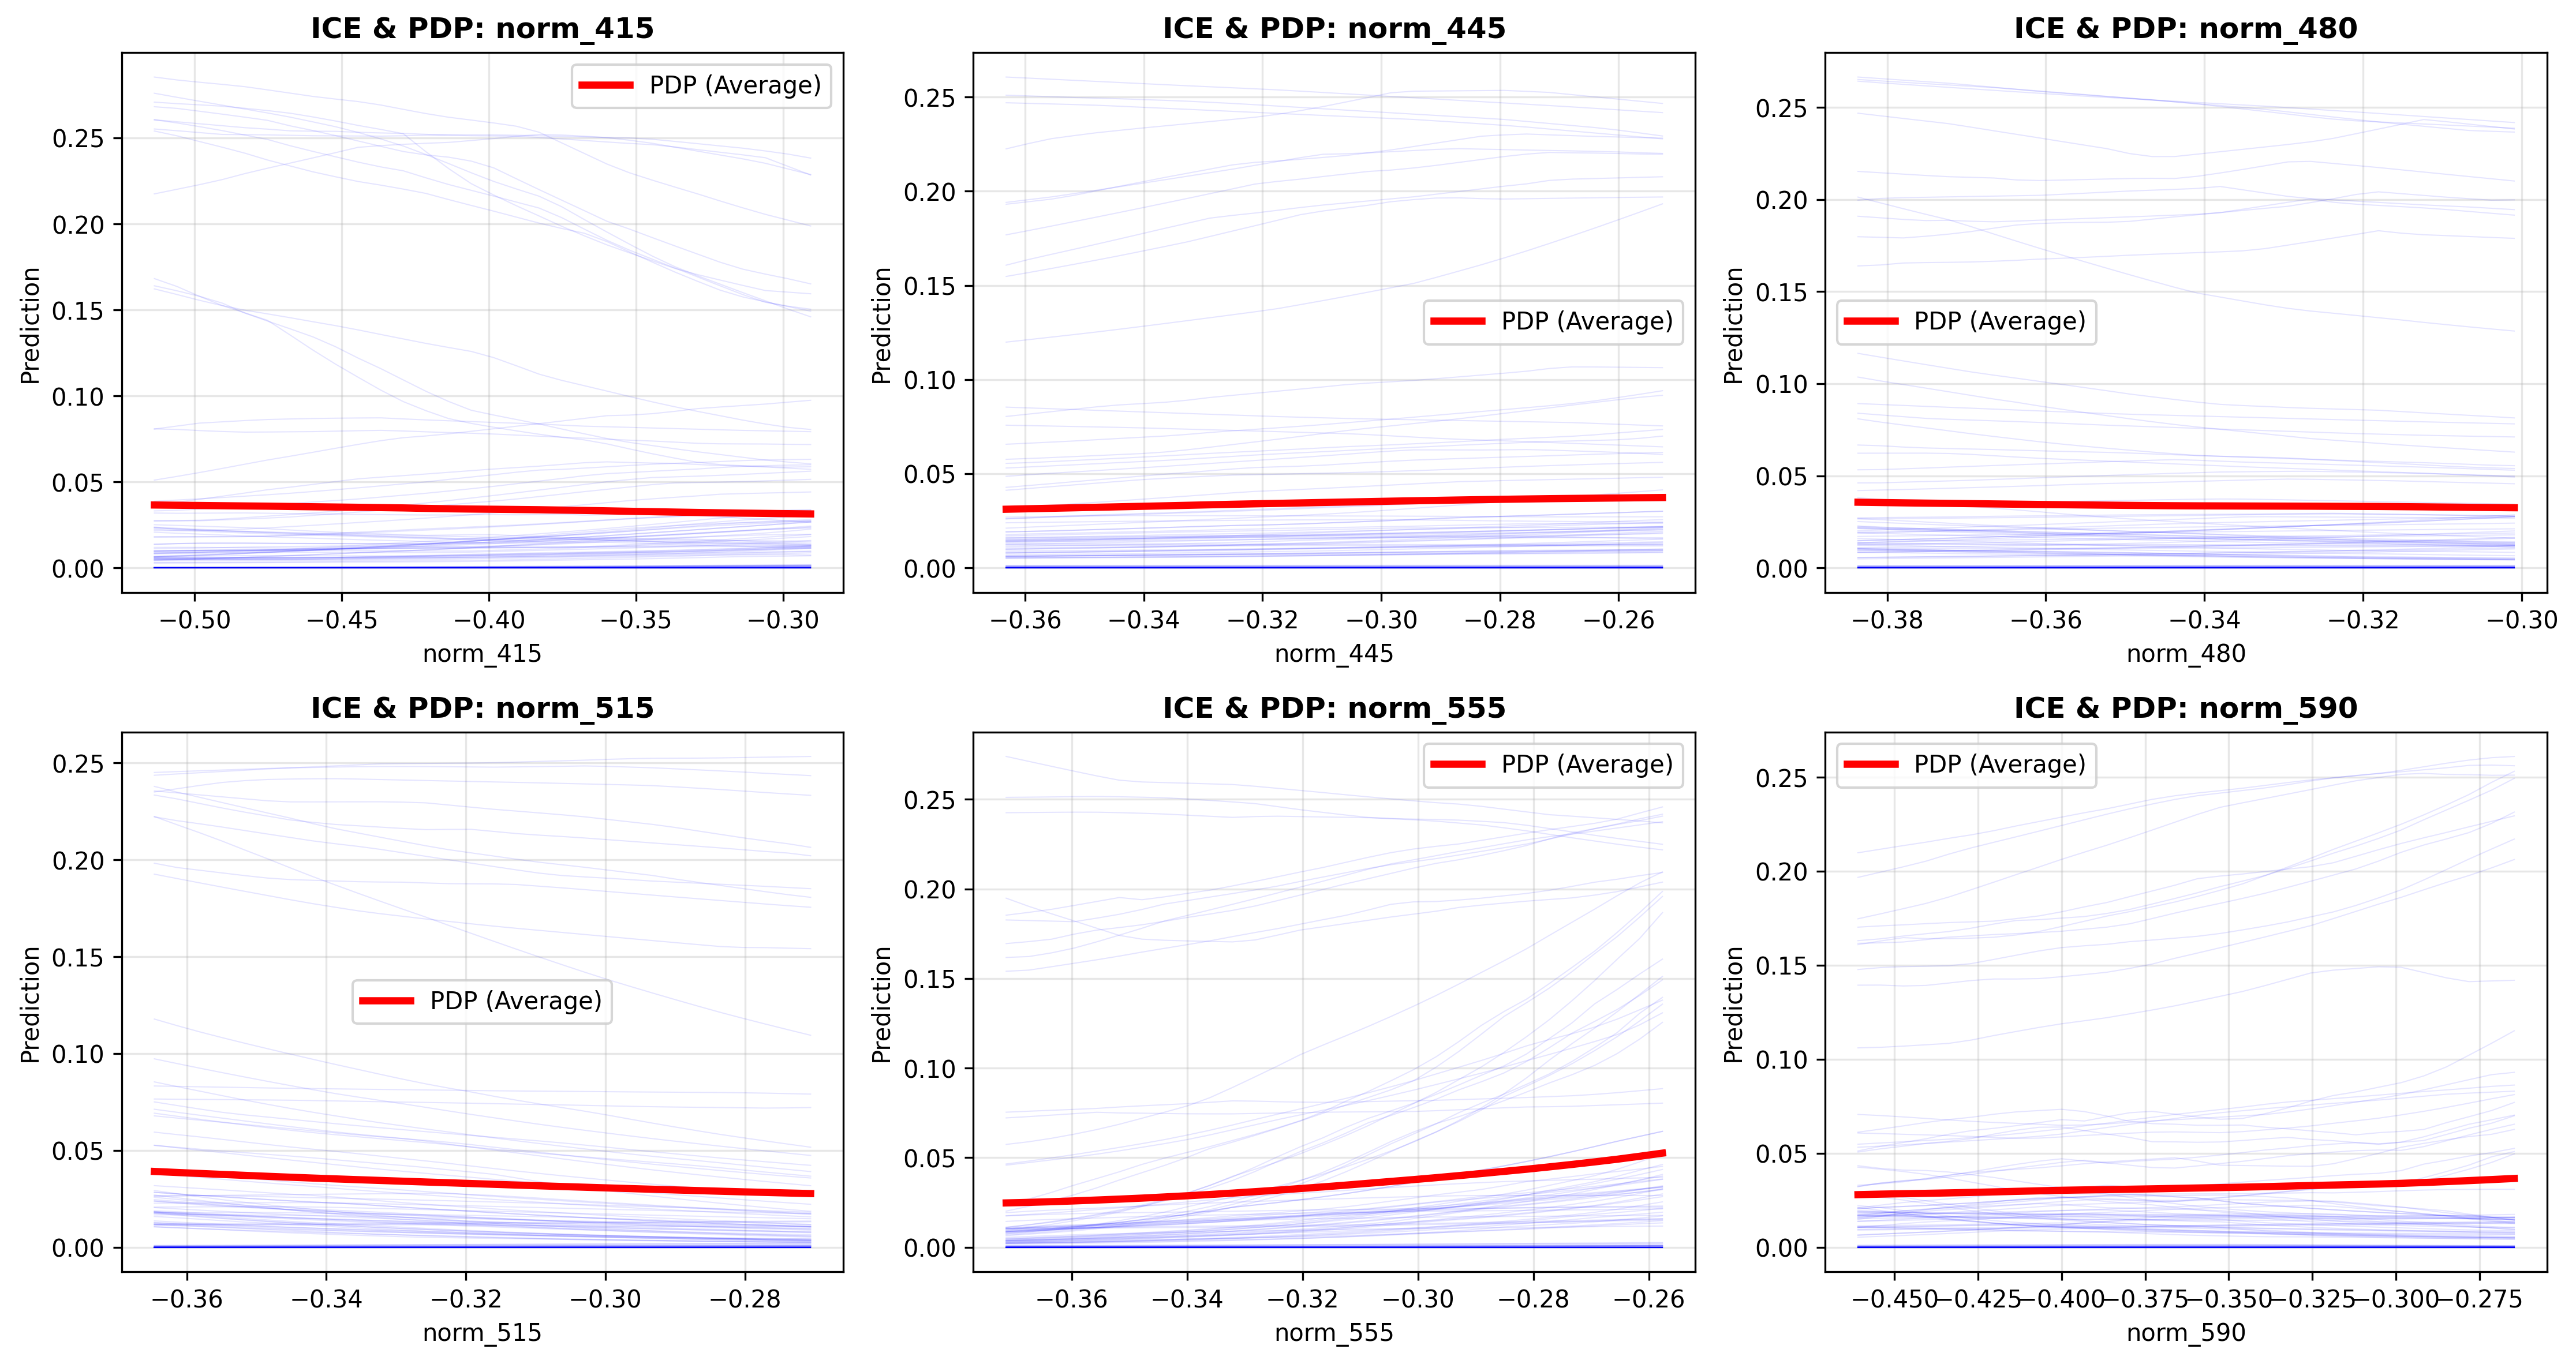 ICE & PDP: norm_415
PDP (Average)
Prediction
0.25
0.20
0.15
0.10
0.05
0.00
−0.50 −0.45 −0.40 −0.35 −0.30
norm_415
ICE & PDP: norm_445
PDP (Average)
Prediction
0.25
0.20
0.15
0.10
0.05
0.00
−0.36 −0.34 −0.32 −0.30 −0.28 −0.26
norm_445
ICE & PDP: norm_480
PDP (Average)
Prediction
0.25
0.20
0.15
0.10
0.05
0.00
−0.38 −0.36 −0.34 −0.32 −0.30
norm_480
ICE & PDP: norm_515
PDP (Average)
Prediction
0.25
0.20
0.15
0.10
0.05
0.00
−0.36 −0.34 −0.32 −0.30 −0.28
norm_515
ICE & PDP: norm_555
PDP (Average)
Prediction
0.25
0.20
0.15
0.10
0.05
0.00
−0.36 −0.34 −0.32 −0.30 −0.28 −0.26
norm_555
ICE & PDP: norm_590
PDP (Average)
Prediction
0.25
0.20
0.15
0.10
0.05
0.00
−0.450 −0.425 −0.400 −0.375 −0.350 −0.325 −0.300 −0.275
norm_590